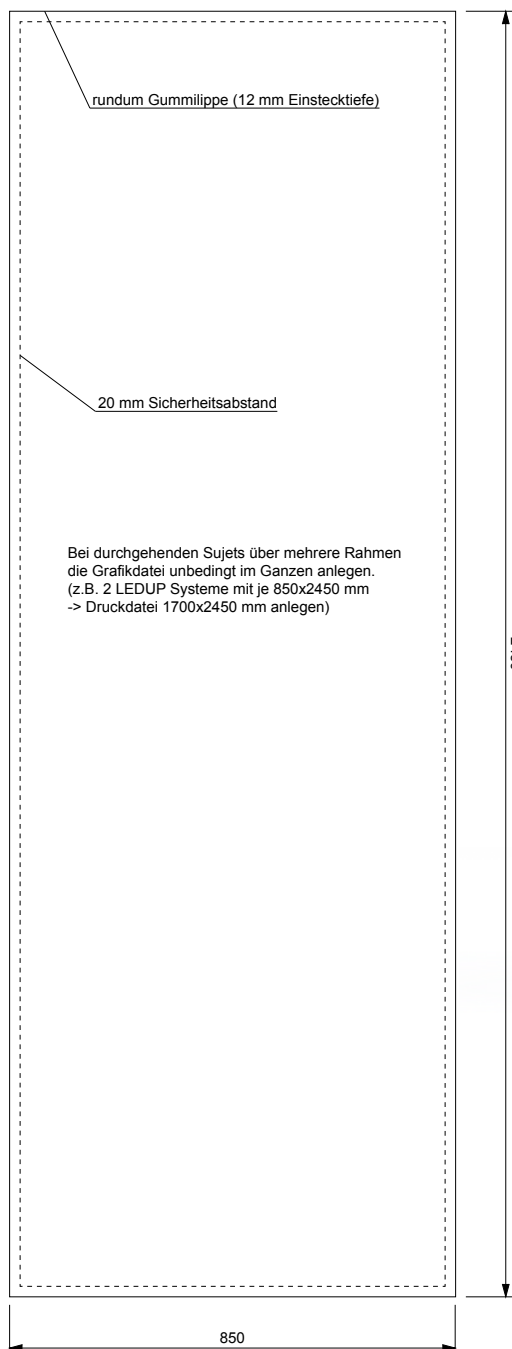 rundum Gummilippe (12 mm Einstecktiefe)
20 mm Sicherheitsabstand
Bei durchgehenden Sujets über mehrere Rahmen
die Grafikdatei unbedingt im Ganzen anlegen.
(z.B. 2 LEDUP Systeme mit je 850x2450 mm
-> Druckdatei 1700x2450 mm anlegen)
850